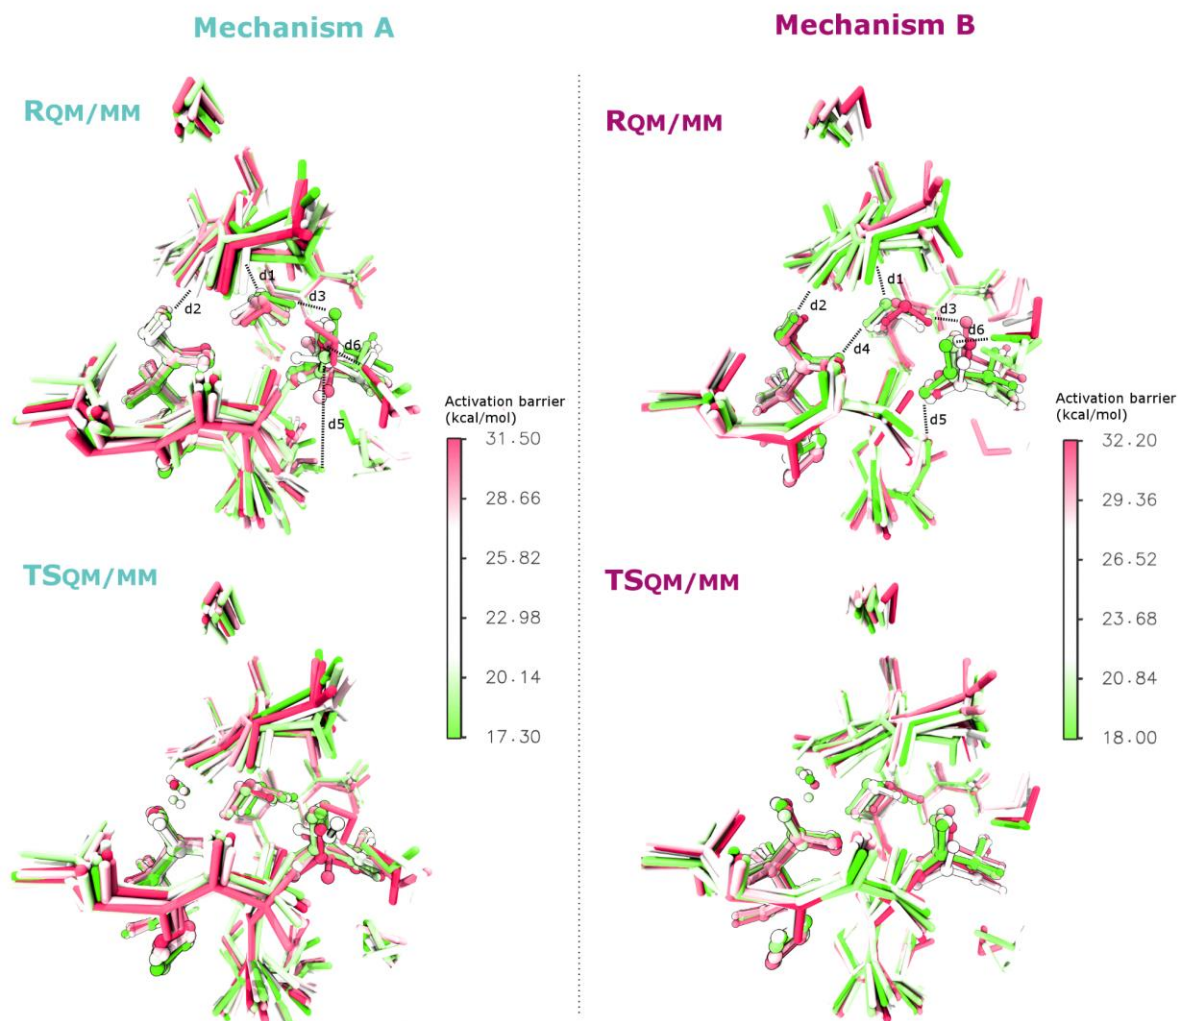 Mechanism A
Mechanism B
RQM/MM
RQM/MM
d1
d2
d3
d6
d5
d1
d2
d3
d4
d6
d5
Activation barrier
(kcal/mol)
31.50
28.66
25.82
22.98
20.14
17.30
Activation barrier
(kcal/mol)
32.20
29.36
26.52
23.68
20.84
18.00
TSQM/MM
TSQM/MM